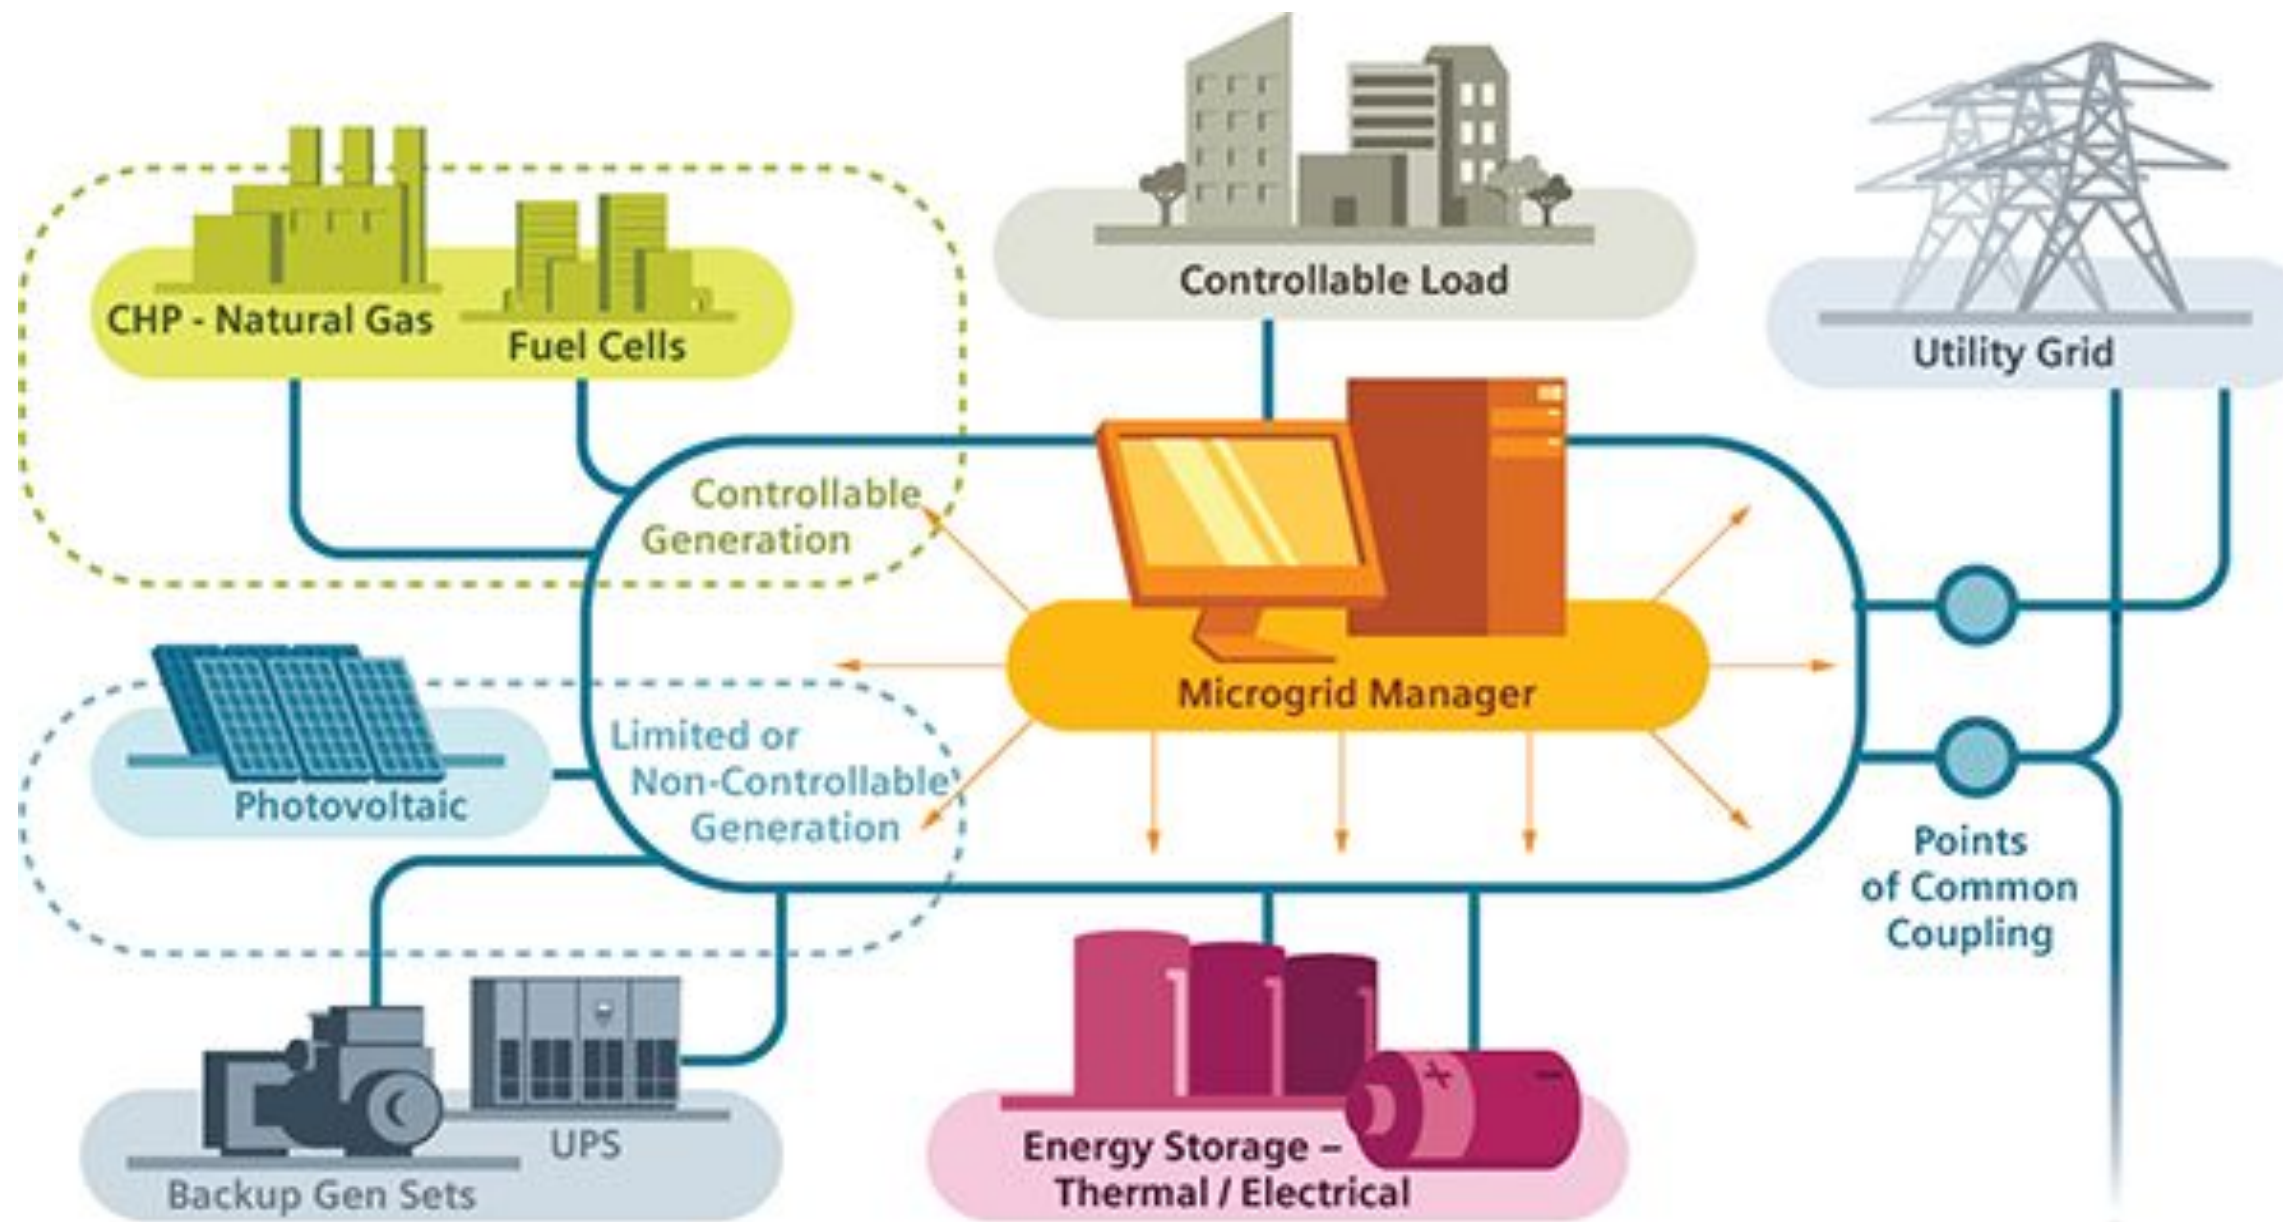 Controllable Load
CHP - Natural Gas
Fuel Cells
Utility Grid
Controllable
Generation
Microgrid Manager
Limited or
Non-Controllable
Generation
Photovoltaic
Points
of Common
Coupling
UPS
Backup Gen Sets
+ –
Energy Storage –
Thermal / Electrical